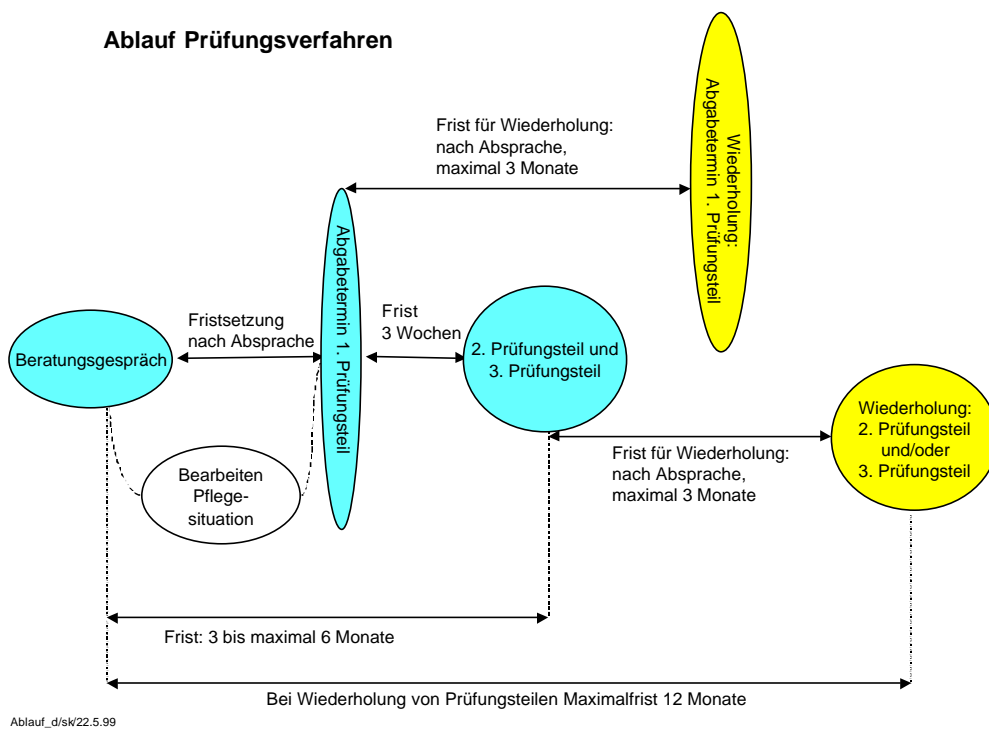 Ablauf Prüfungsverfahren
Frist für Wiederholung:
nach Absprache,
maximal 3 Monate
Wiederholung:
Abgabetermin 1. Prüfungsteil
Abgabetermin 1. Prüfungsteil
Fristsetzung
nach Absprache
Frist
3 Wochen
Beratungsgespräch
2. Prüfungsteil und
3. Prüfungsteil
Wiederholung:
2. Prüfungsteil
und/oder
3. Prüfungsteil
Frist für Wiederholung:
nach Absprache,
maximal 3 Monate
Bearbeiten
Pflege-
situation
Frist: 3 bis maximal 6 Monate
Bei Wiederholung von Prüfungsteilen Maximalfrist 12 Monate
Ablauf_d/sk/22.5.99